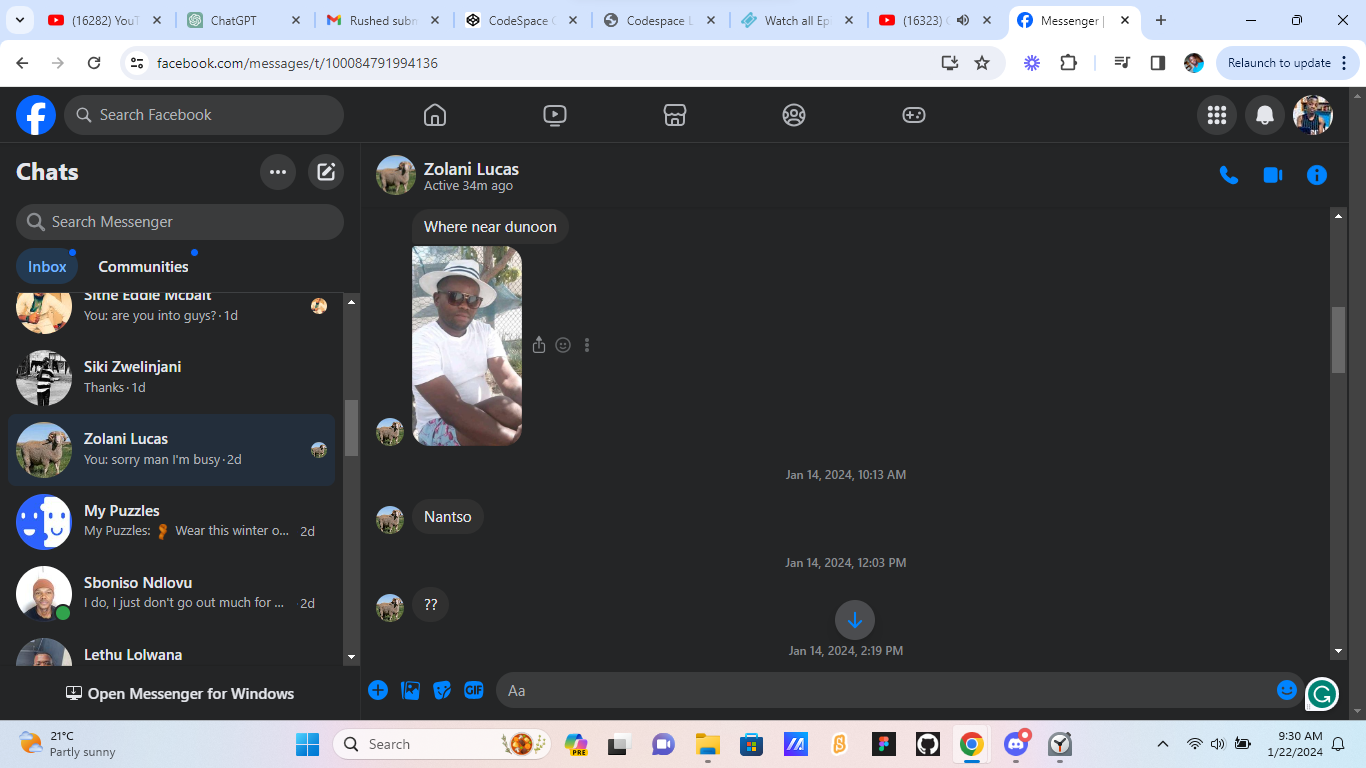 (16282) YouT
ChatGPT
Rushed subn
CodeSpace C
Codespace L
Watch all Ep
(16323) C
Messenger |
facebook.com/messages/t/100084791994136
Relaunch to update
Search Facebook
Chats
Search Messenger
Inbox
Communities
Sithe Eddie Mcbalt
You: are you into guys? · 1d
Siki Zwelinjani
Thanks · 1d
Zolani Lucas
You: sorry man I'm busy · 2d
My Puzzles
My Puzzles: Wear this winter o... 2d
Sboniso Ndlovu
I do, I just don't go out much for ... 2d
Lethu Lolwana
Open Messenger for Windows
Zolani Lucas
Active 34m ago
Where near dunoon
Jan 14, 2024, 10:13 AM
Nantso
Jan 14, 2024, 12:03 PM
??
Jan 14, 2024, 2:19 PM
GIF
Aa
21°C
Partly sunny
Search
PRE
9:30 AM
1/22/2024